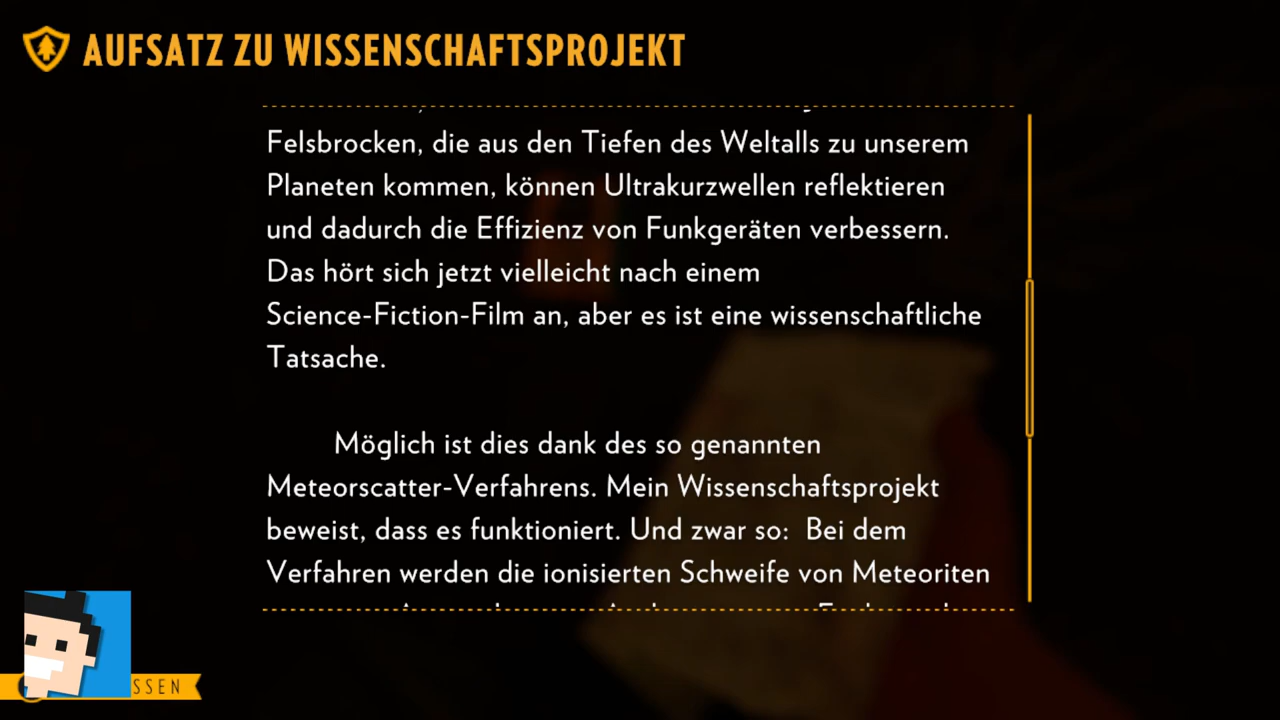 AUFSATZ ZU WISSENSCHAFTSPROJEKT
Felsbrocken, die aus den Tiefen des Weltalls zu unserem
Planeten kommen, können Ultrakurzwellen reflektieren
und dadurch die Effizienz von Funkgeräten verbessern.
Das hört sich jetzt vielleicht nach einem
Science-Fiction-Film an, aber es ist eine wissenschaftliche
Tatsache.
Möglich ist dies dank des so genannten
Meteorscatter-Verfahrens. Mein Wissenschaftsprojekt
beweist, dass es funktioniert. Und zwar so:  Bei dem
Verfahren werden die ionisierten Schweife von Meteoriten
SSEN